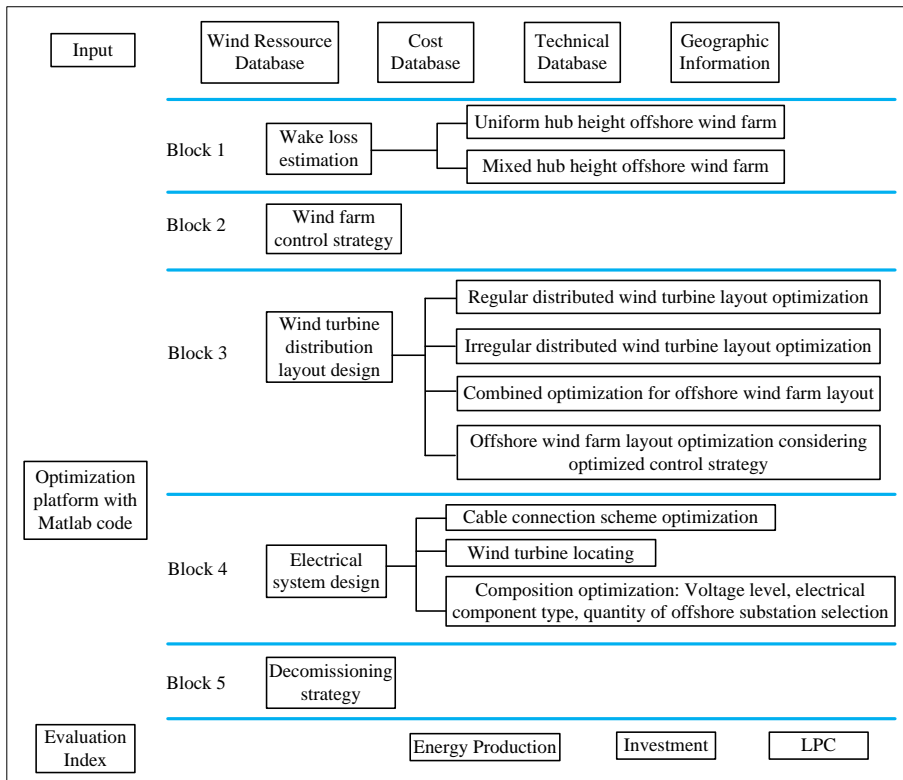 Input
Wind Ressource
Database
Cost
Database
Technical
Database
Geographic
Information
Block 1
Wake loss
estimation
Uniform hub height offshore wind farm
Mixed hub height offshore wind farm
Block 2
Wind farm
control strategy
Block 3
Wind turbine
distribution
layout design
Regular distributed wind turbine layout optimization
Irregular distributed wind turbine layout optimization
Combined optimization for offshore wind farm layout
Offshore wind farm layout optimization considering
optimized control strategy
Optimization
platform with
Matlab code
Block 4
Electrical
system design
Cable connection scheme optimization
Wind turbine locating
Composition optimization: Voltage level, electrical
component type, quantity of offshore substation selection
Block 5
Decomissioning
strategy
Evaluation
Index
Energy Production
Investment
LPC